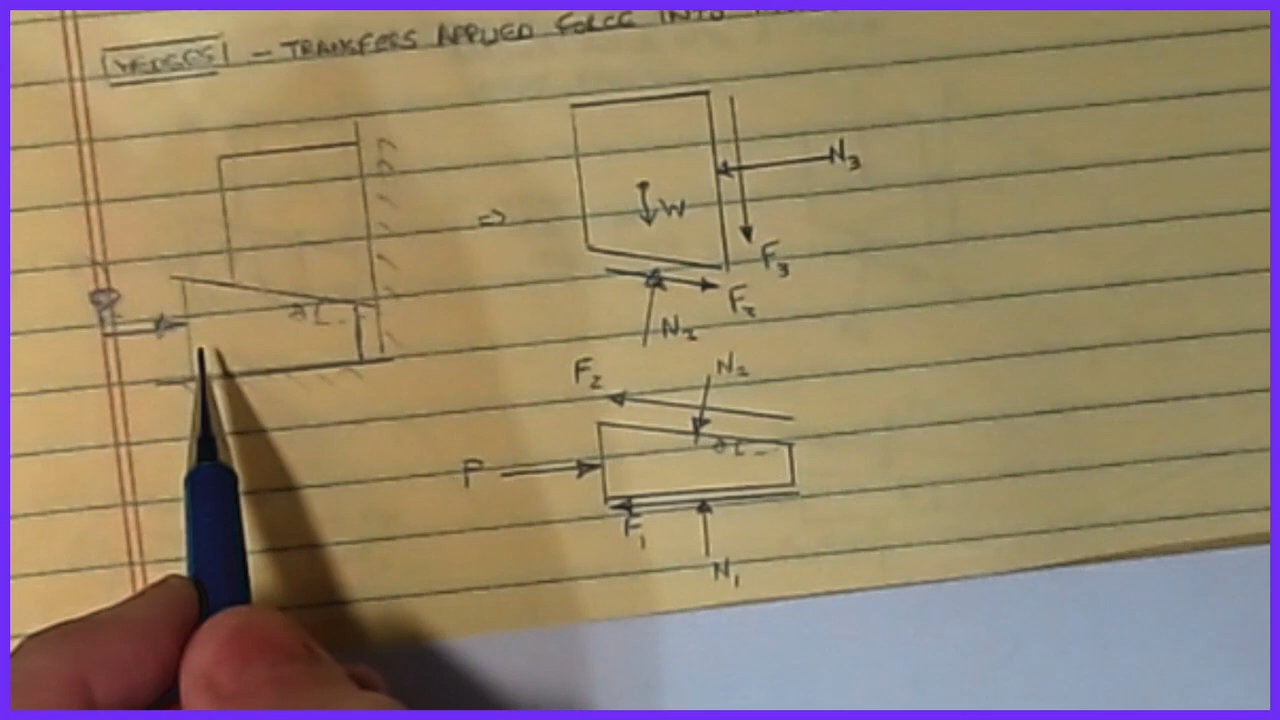 WEDGES - TRANSFERS APPLIED FORCE INTO
P
⇒
W
N₃
F₃
F₂
N₂
F₂
N₂
P
F₁
N₁